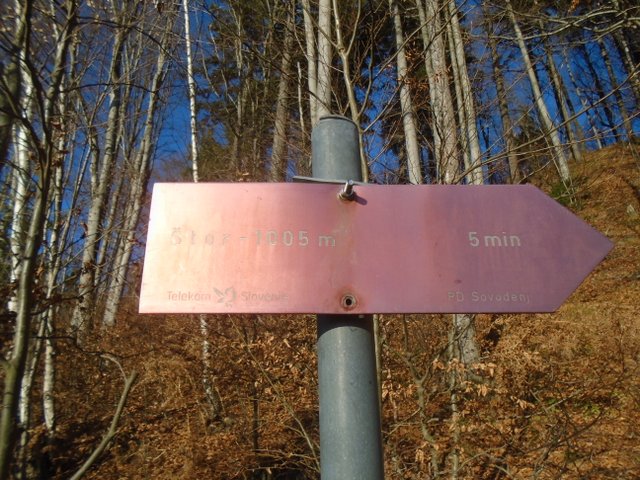 Štor - 1005 m 5 min
Telekom Slovenije PD Sovodenj